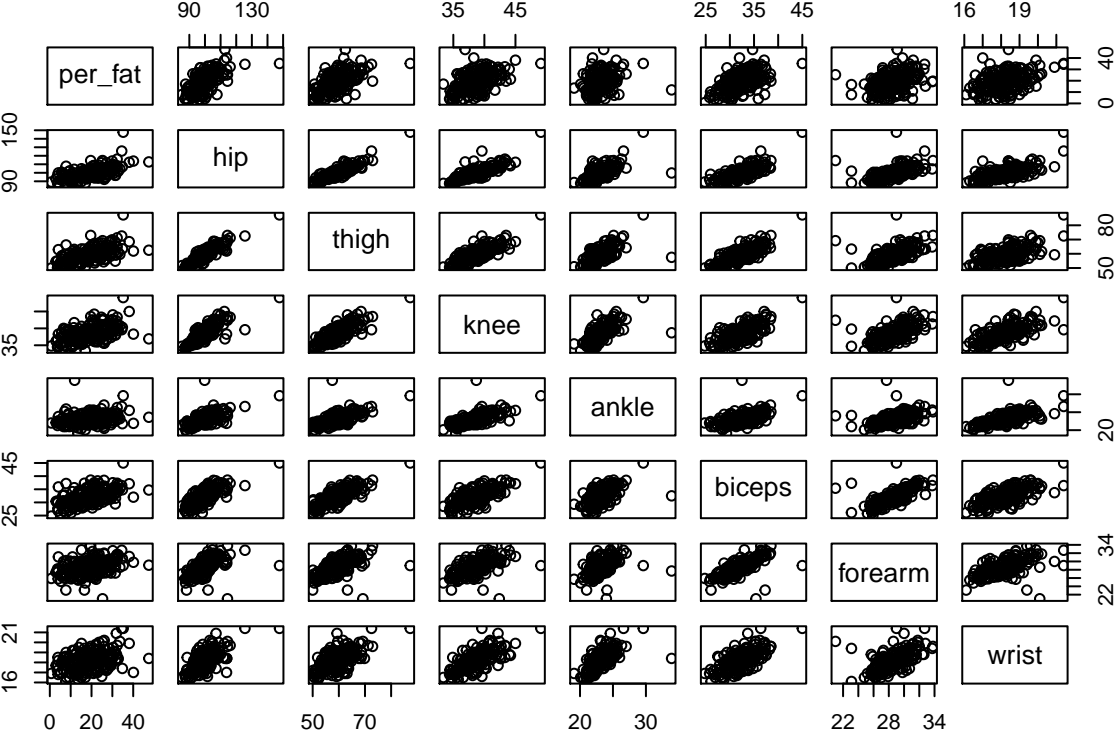 90 130 35 45 25 35 45 16 19
per_fat 0 40
90 150 hip
thigh 50 80
35 knee
ankle 20
25 45 biceps
forearm 22 34
16 21 wrist
0 20 40 50 70 20 30 22 28 34